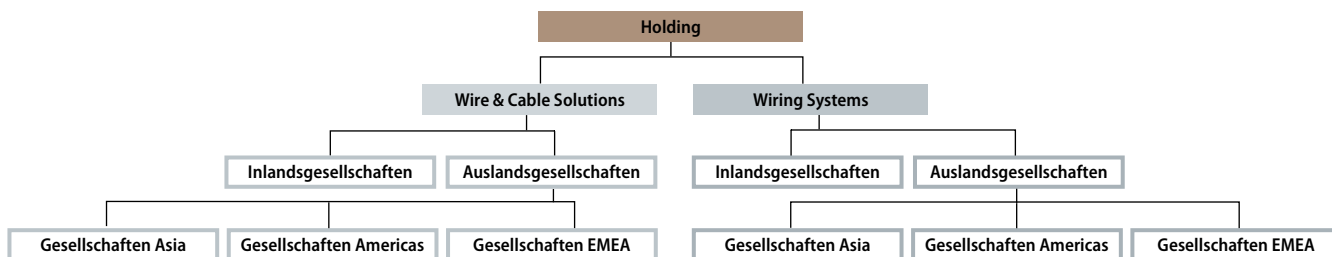 Holding
Wire & Cable Solutions Wiring Systems
Inlandsgesellschaften Auslandsgesellschaften Inlandsgesellschaften Auslandsgesellschaften
Gesellschaften Asia Gesellschaften Americas Gesellschaften EMEA Gesellschaften Asia Gesellschaften Americas Gesellschaften EMEA